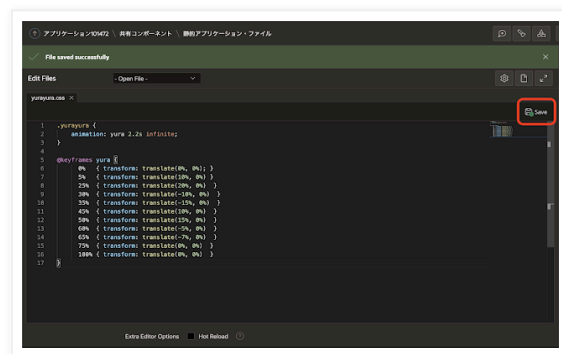 アプリケーション101472 \ 共有コンポーネント \ 静的アプリケーション・ファイル
File saved successfully
Edit Files
- Open File -
yurayura.css ×
Save
1 .yurayura {
2 animation: yura 2.2s infinite;
3 }
4
5 @keyframes yura {
6 0% { transform: translate(0%, 0%); }
7 5% { transform: translate(10%, 0%) }
8 25% { transform: translate(20%, 0%) }
9 30% { transform: translate(-10%, 0%) }
10 35% { transform: translate(-15%, 0%) }
11 45% { transform: translate(10%, 0%) }
12 50% { transform: translate(15%, 0%) }
13 60% { transform: translate(-5%, 0%) }
14 65% { transform: translate(-7%, 0%) }
15 75% { transform: translate(0%, 0%) }
16 100% { transform: translate(0%, 0%) }
17 }
Extra Editor Options Hot Reload